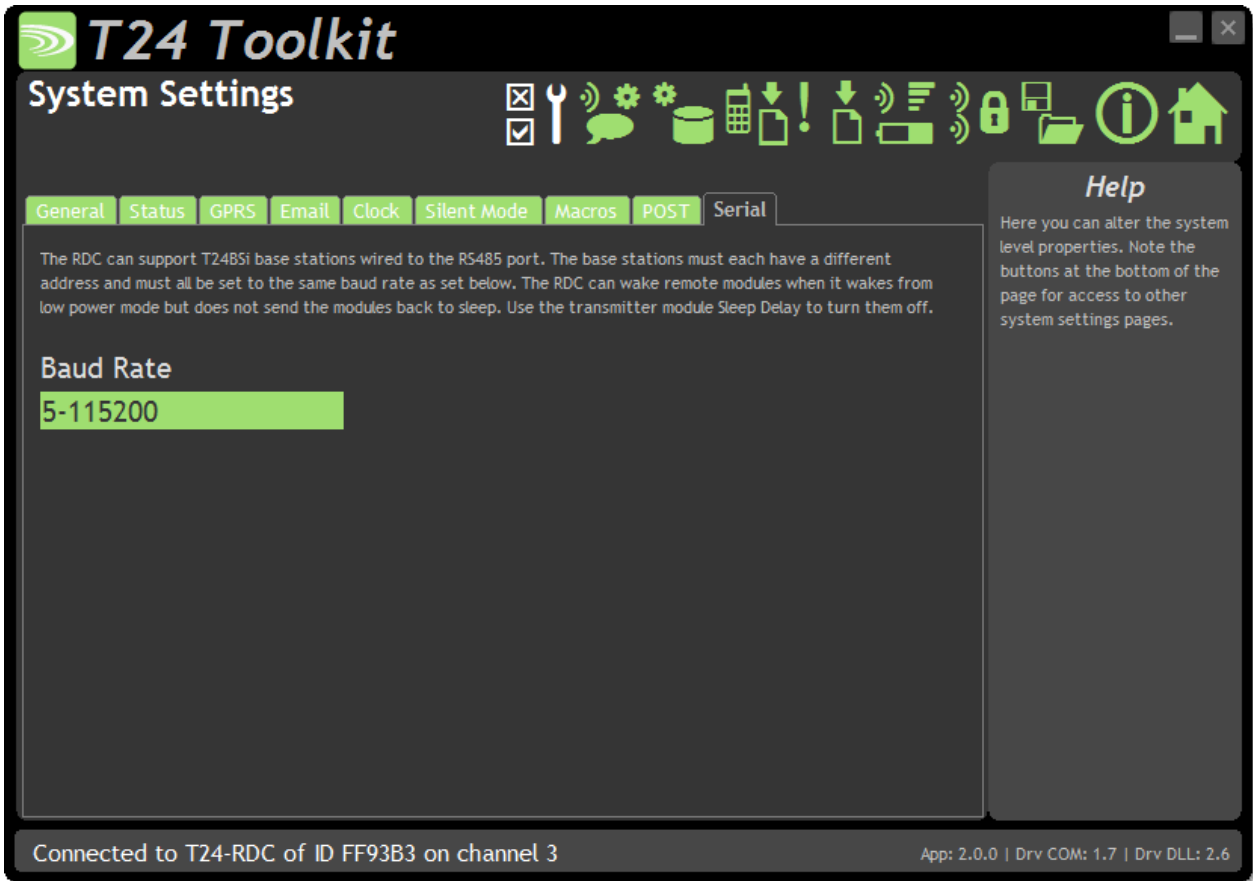 T24 Toolkit
System Settings
General Status GPRS Email Clock Silent Mode Macros POST Serial
The RDC can support T24BSi base stations wired to the RS485 port. The base stations must each have a different
address and must all be set to the same baud rate as set below. The RDC can wake remote modules when it wakes from
low power mode but does not send the modules back to sleep. Use the transmitter module Sleep Delay to turn them off.
Baud Rate
5-115200
Help
Here you can alter the system
level properties. Note the
buttons at the bottom of the
page for access to other
system settings pages.
Connected to T24-RDC of ID FF93B3 on channel 3
App: 2.0.0 | Drv COM: 1.7 | Drv DLL: 2.6